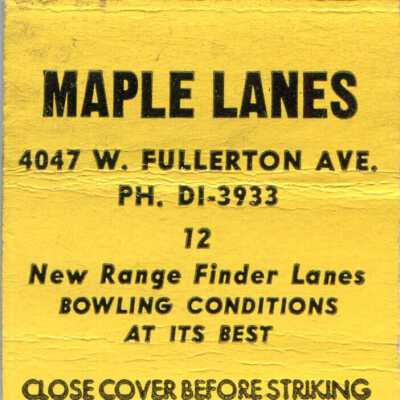 MAPLE LANES
4047 W. FULLERTON AVE.
PH. DI-3933
12
New Range Finder Lanes
BOWLING CONDITIONS
AT ITS BEST
CLOSE COVER BEFORE STRIKING